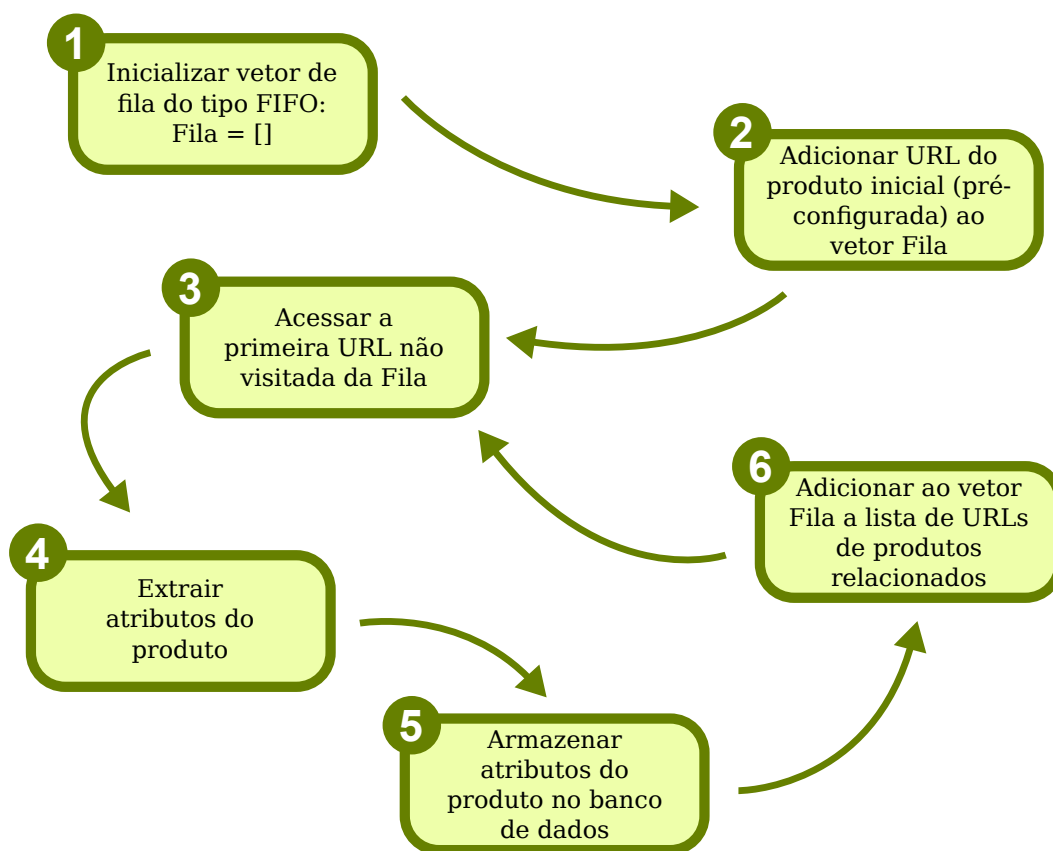 1
Inicializar vetor de
fila do tipo FIFO:
Fila = []
2
Adicionar URL do
produto inicial (pré-
configurada) ao
vetor Fila
3
Acessar a
primeira URL não
visitada da Fila
4
Extrair
atributos do
produto
5
Armazenar
atributos do
produto no banco
de dados
6
Adicionar ao vetor
Fila a lista de URLs
de produtos
relacionados